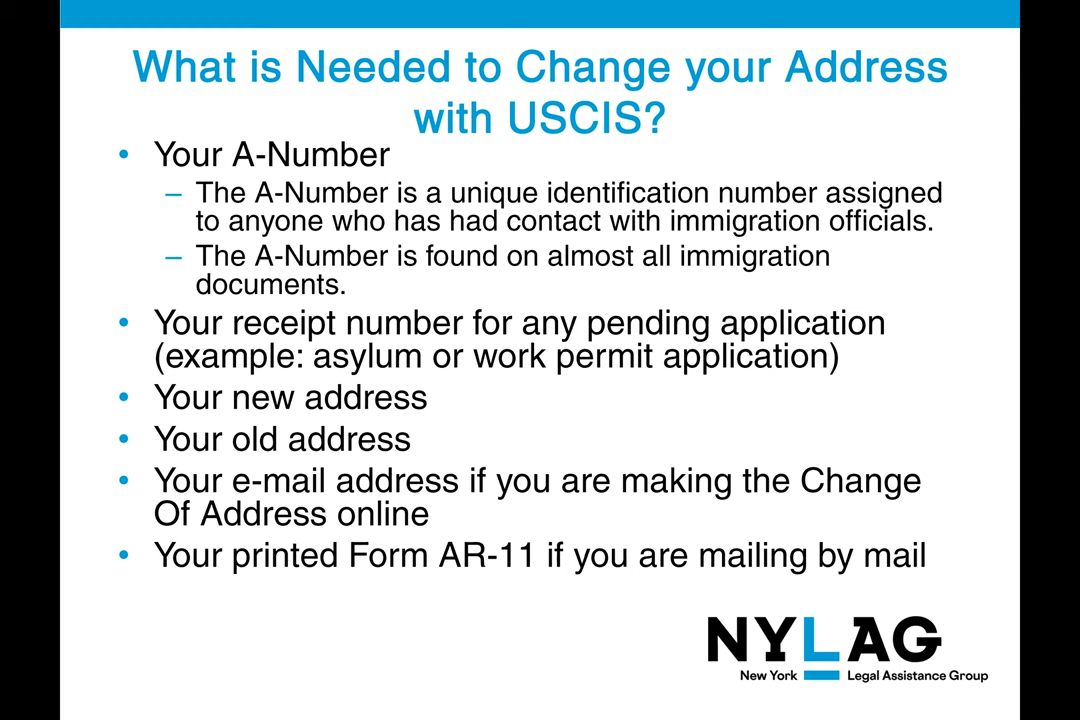 What is Needed to Change your Address
with USCIS?
• Your A-Number
– The A-Number is a unique identification number assigned
to anyone who has had contact with immigration officials.
– The A-Number is found on almost all immigration
documents.
• Your receipt number for any pending application
(example: asylum or work permit application)
• Your new address
• Your old address
• Your e-mail address if you are making the Change
Of Address online
• Your printed Form AR-11 if you are mailing by mail
NYLAG
New York Legal Assistance Group